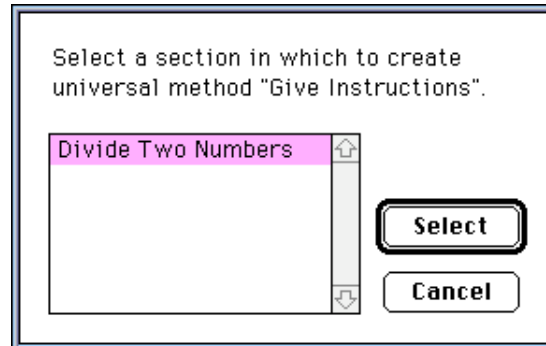 Select a section in which to create
universal method "Give Instructions".
Divide Two Numbers
Select
Cancel